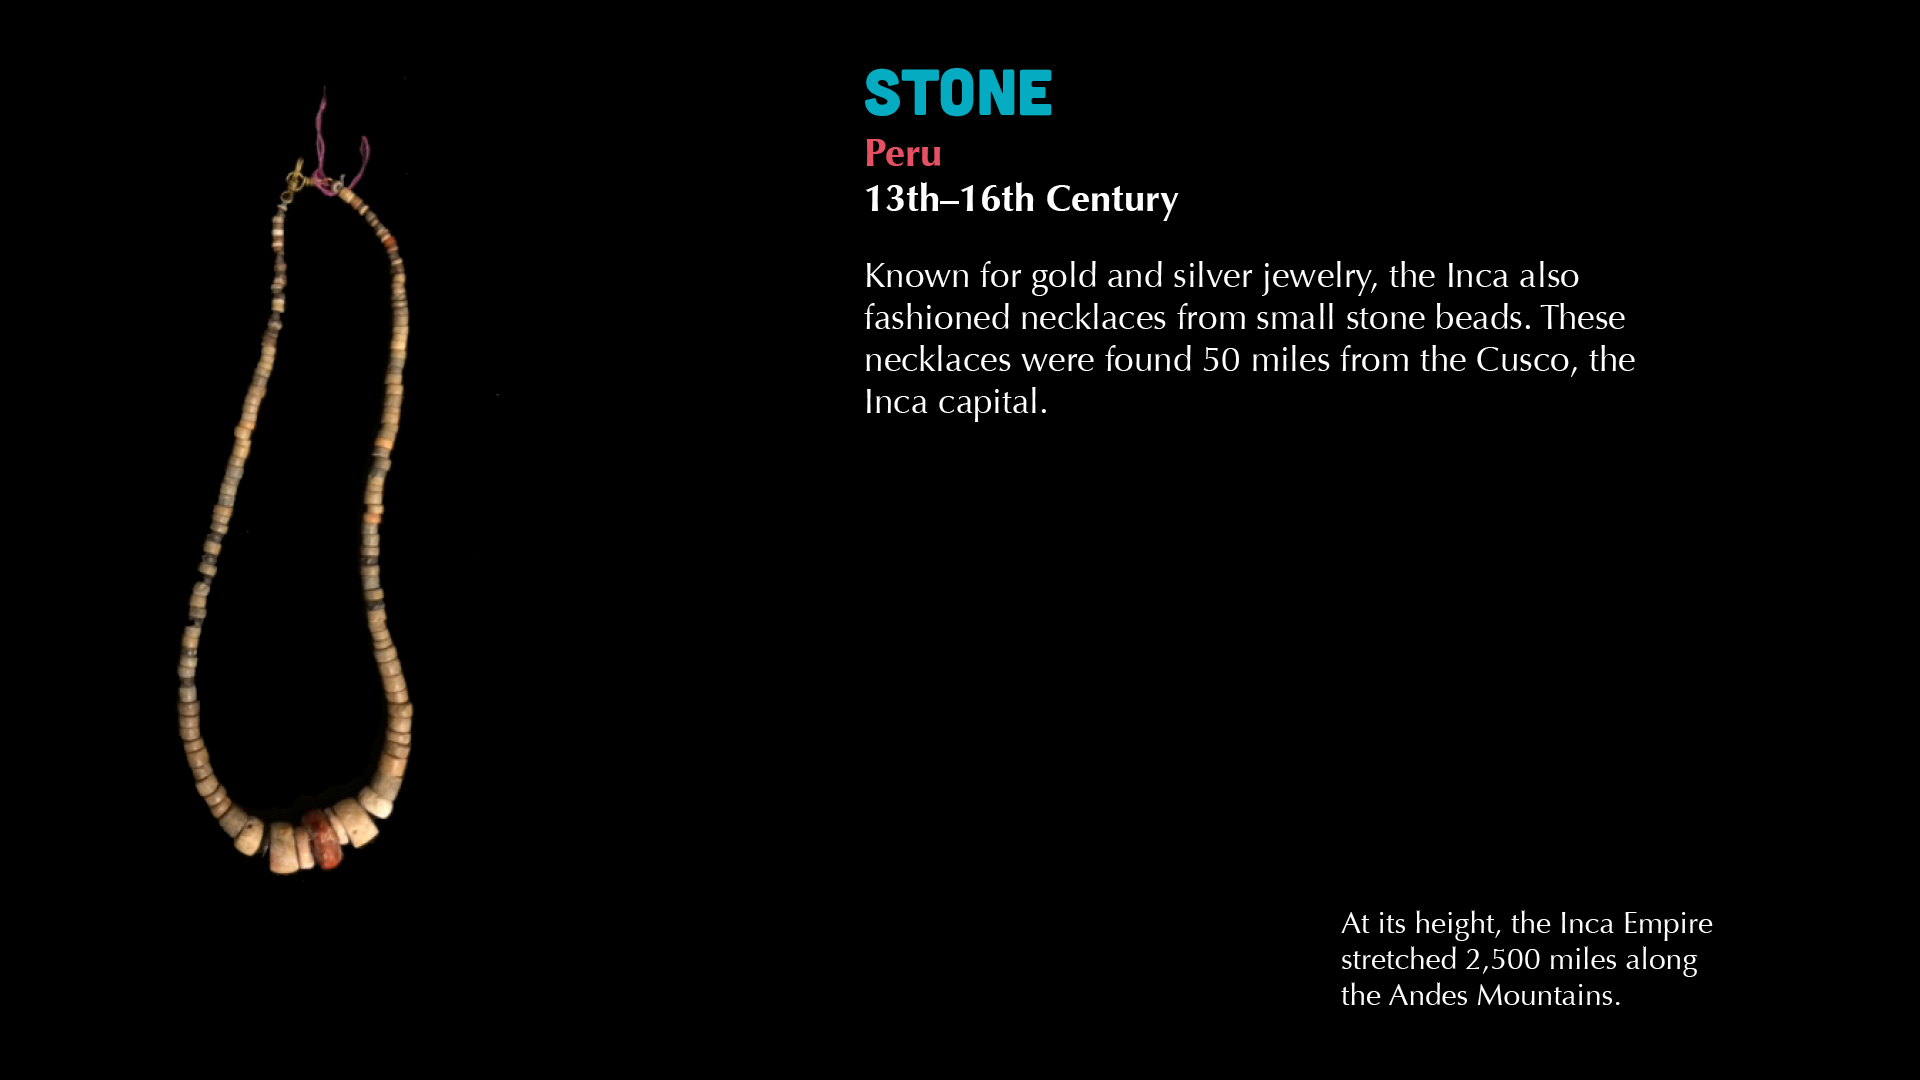 STONE
Peru
13th–16th Century
Known for gold and silver jewelry, the Inca also
fashioned necklaces from small stone beads. These
necklaces were found 50 miles from the Cusco, the
Inca capital.
At its height, the Inca Empire
stretched 2,500 miles along
the Andes Mountains.